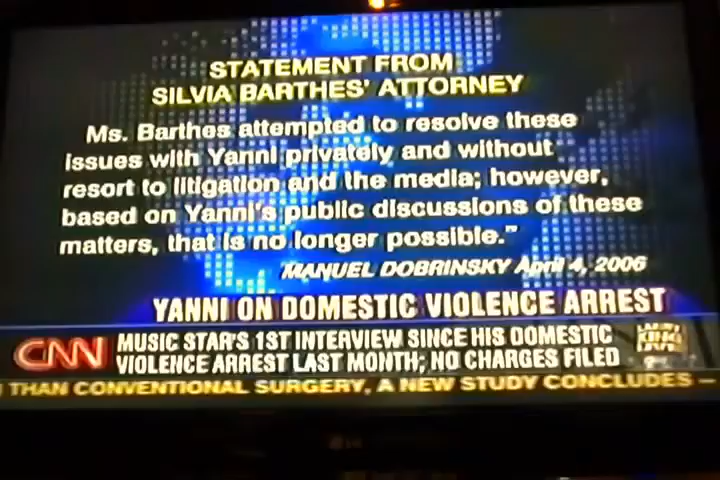 STATEMENT FROM
SILVIA BARTHES' ATTORNEY
Ms. Barthes attempted to resolve these
issues with Yanni privately and without
resort to litigation and the media; however,
based on Yanni's public discussions of these
matters, that is no longer possible."
MANUEL DOBRINSKY April 4, 2006
YANNI ON DOMESTIC VIOLENCE ARREST
CNN
MUSIC STAR'S 1ST INTERVIEW SINCE HIS DOMESTIC
VIOLENCE ARREST LAST MONTH; NO CHARGES FILED
LARRY
KING
LIVE
THAN CONVENTIONAL SURGERY, A NEW STUDY CONCLUDES –